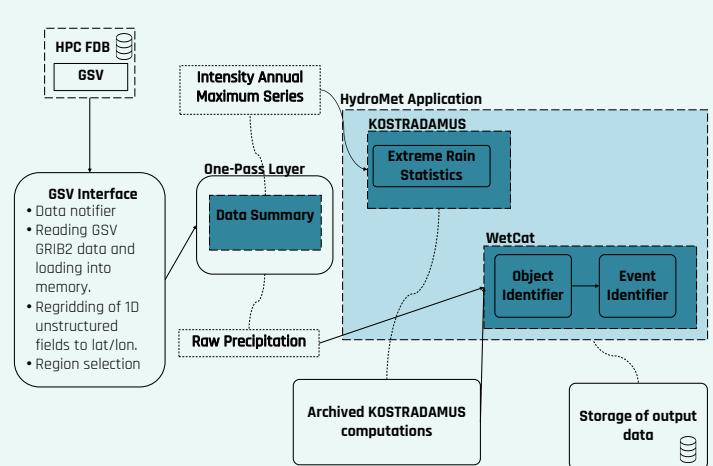 HPC FDB
GSV
GSV Interface
• Data notifier
• Reading GSV
GRIB2 data and
loading into
memory.
• Regridding of 1D
unstructured
fields to lat/lon.
• Region selection
Intensity Annual
Maximum Series
One-Pass Layer
Data Summary
Raw Precipitation
HydroMet Application
KOSTRADAMUS
Extreme Rain
Statistics
WetCat
Object
Identifier
Event
Identifier
Archived KOSTRADAMUS
computations
Storage of output
data